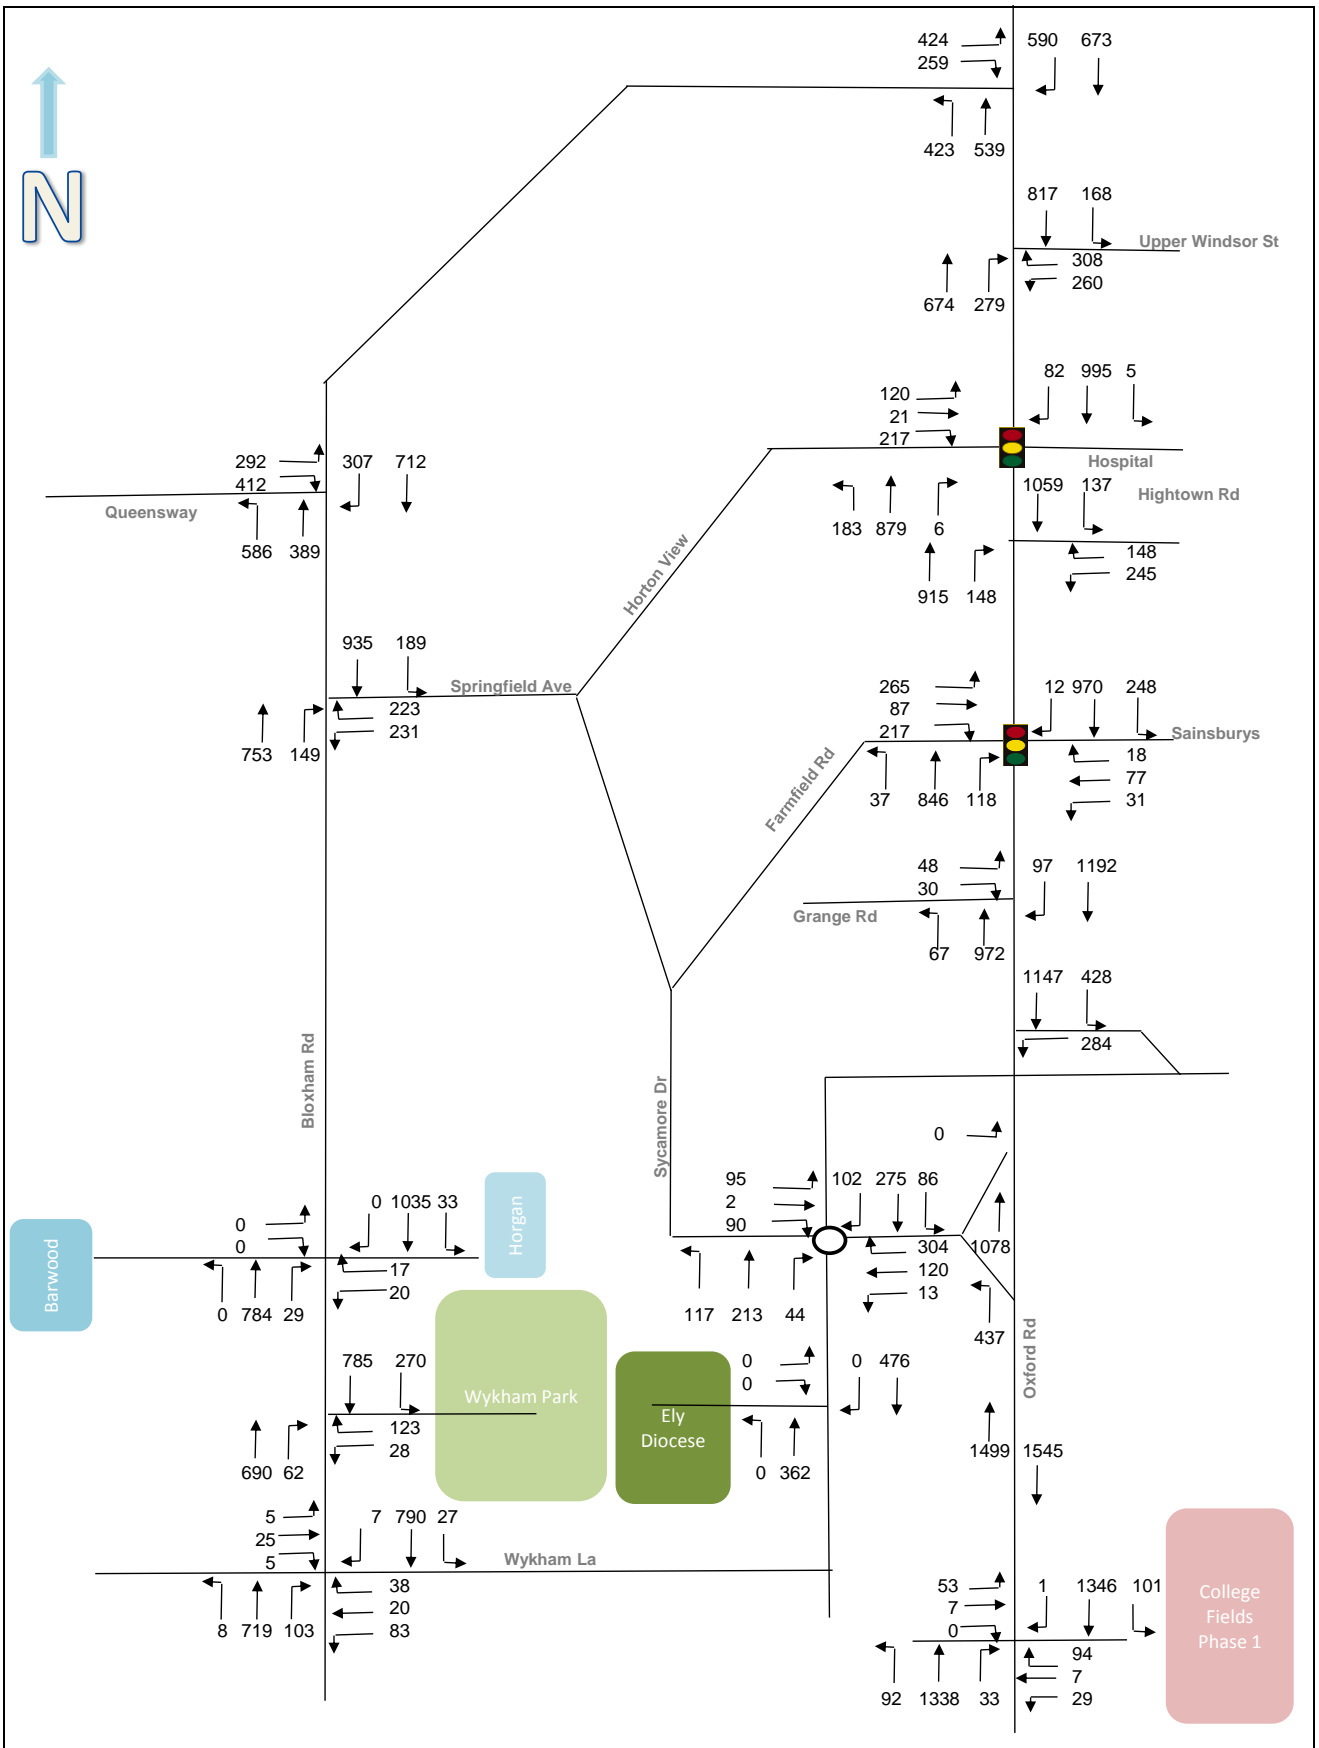 424
590 673
259
423 539
N
817 168
Upper Windsor St
308
260
674 279
82 995 5
120
21
217
Hospital
292
307 712
412
Queensway
1059 137
Hightown Rd
183 879 6
586 389
148
245
915 148
Horton View
935 189
Springfield Ave
223
231
753 149
265
12 970 248
87
217
Sainsburys
18
77
31
37 846 118
Farmfield Rd
48
97 1192
30
Grange Rd
67 972
1147 428
284
Bloxham Rd
Sycamore Dr
0
95
102 275 86
2
90
304
120
13
1078
117 213 44
437
0 1035 33
0
0
Horgan
Barwood
17
20
0 784 29
Oxford Rd
785 270
0
0 476
0
Wykham Park
Ely
Diocese
123
28
690 62
0 362
1499 1545
5
7 790 27
25
5
Wykham La
38
20
83
8 719 103
53
1 1346 101
7
0
College
Fields
Phase 1
94
7
29
92 1338 33